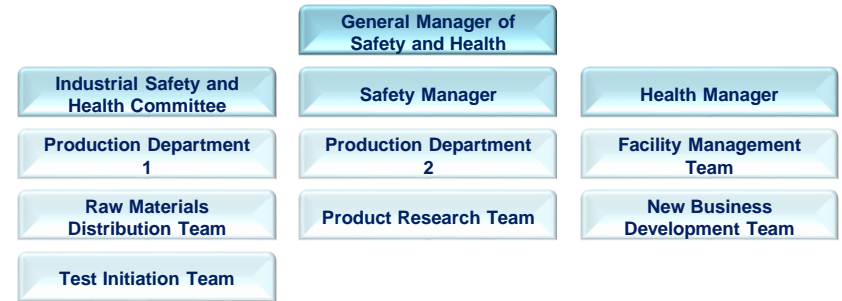 General Manager of
Safety and Health
Industrial Safety and
Health Committee
Safety Manager
Health Manager
Production Department
1
Production Department
2
Facility Management
Team
Raw Materials
Distribution Team
Product Research Team
New Business
Development Team
Test Initiation Team